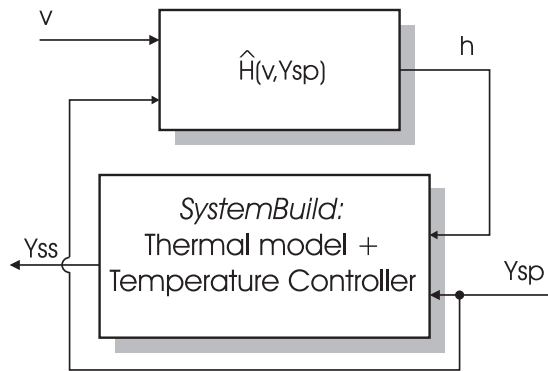 v
Ĥ(v,Ysp)
h
SystemBuild:
Thermal model +
Temperature Controller
Yss
Ysp